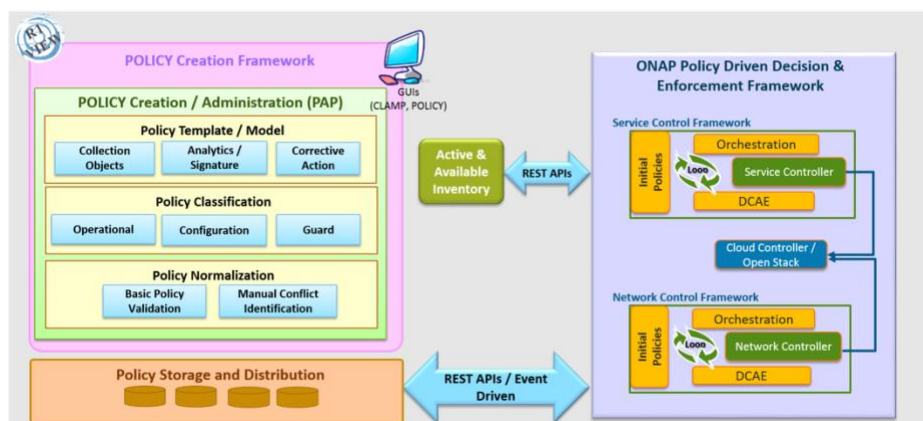 R1
VIEW
POLICY Creation Framework
GUIs
(CLAMP, POLICY)
POLICY Creation / Administration (PAP)
Policy Template / Model
Collection
Objects
Analytics /
Signature
Corrective
Action
Policy Classification
Operational
Configuration
Guard
Policy Normalization
Basic Policy
Validation
Manual Conflict
Identification
Policy Storage and Distribution
Active &
Available
Inventory
REST APIs
REST APIs / Event
Driven
ONAP Policy Driven Decision &
Enforcement Framework
Service Control Framework
Initial
Policies
Orchestration
Loop
Service Controller
DCAE
Cloud Controller /
Open Stack
Network Control Framework
Initial
Policies
Orchestration
Loop
Network Controller
DCAE